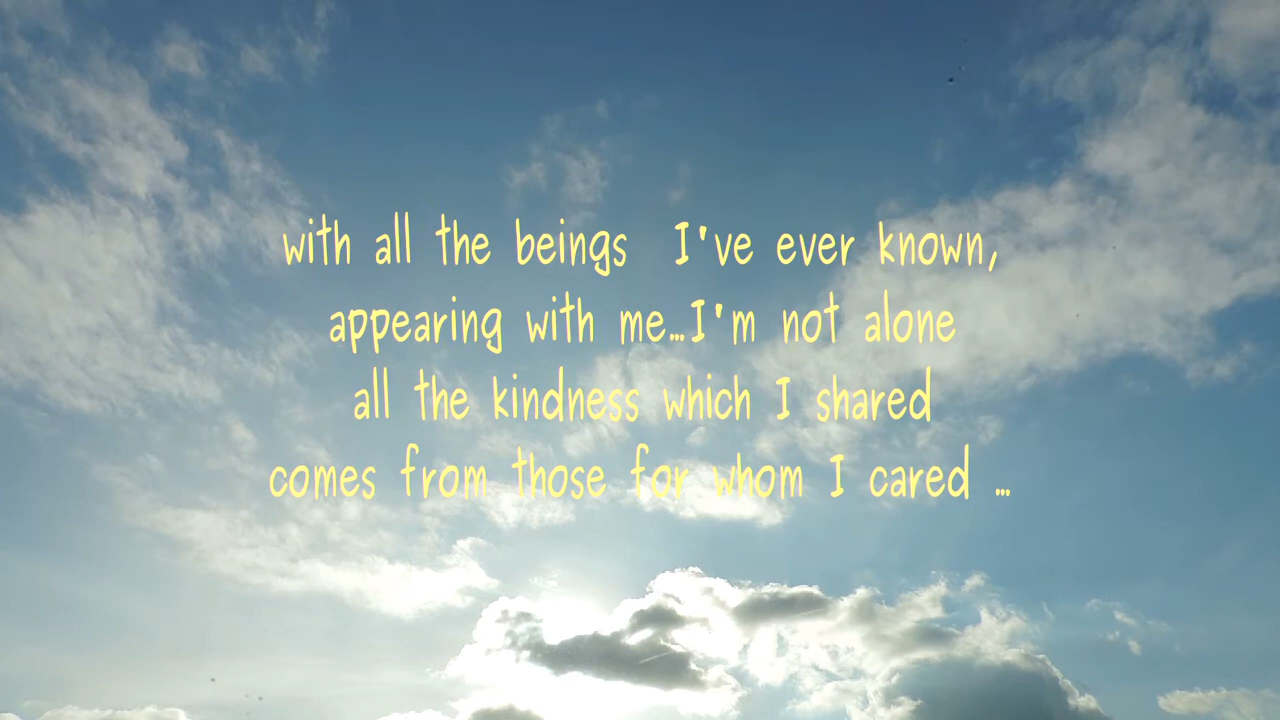 with all the beings  I've ever known,
appearing with me...I'm not alone
all the kindness which I shared
comes from those for whom I cared ...